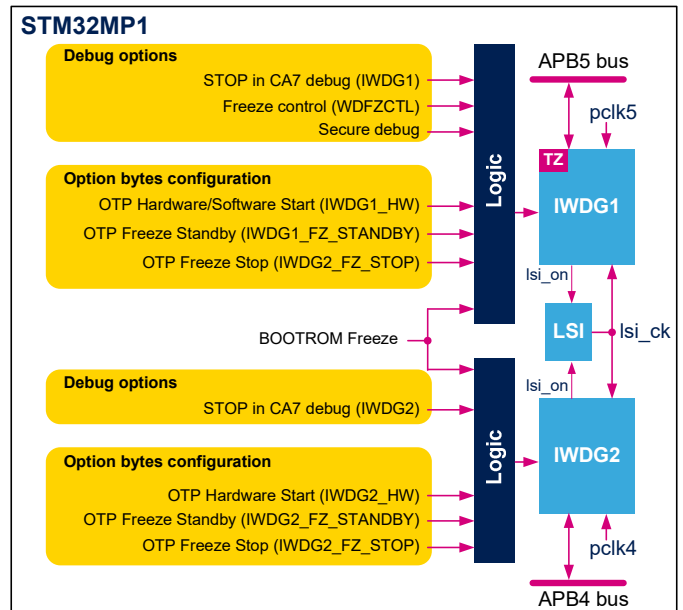 STM32MP1
Debug options
STOP in CA7 debug (IWDG1)
Freeze control (WDFZCTL)
Secure debug
Option bytes configuration
OTP Hardware/Software Start (IWDG1_HW)
OTP Freeze Standby (IWDG1_FZ_STANDBY)
OTP Freeze Stop (IWDG2_FZ_STOP)
Logic
APB5 bus
pclk5
TZ
IWDG1
lsi_on
LSI
lsi_ck
BOOTROM Freeze
lsi_on
Debug options
STOP in CA7 debug (IWDG2)
Option bytes configuration
OTP Hardware Start (IWDG2_HW)
OTP Freeze Standby (IWDG2_FZ_STANDBY)
OTP Freeze Stop (IWDG2_FZ_STOP)
Logic
IWDG2
pclk4
APB4 bus